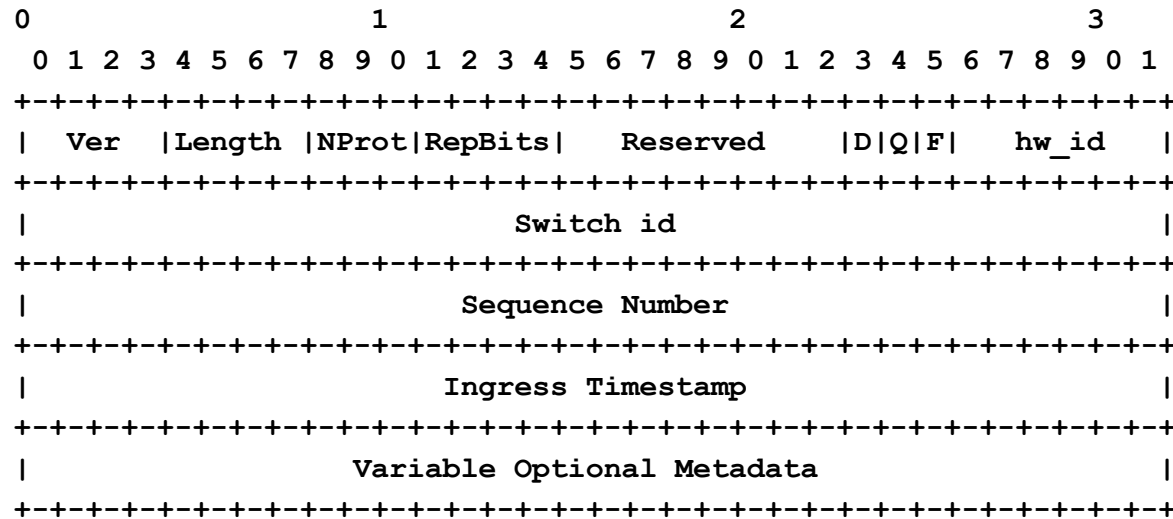 0                   1                   2                   3
 0 1 2 3 4 5 6 7 8 9 0 1 2 3 4 5 6 7 8 9 0 1 2 3 4 5 6 7 8 9 0 1
+-+-+-+-+-+-+-+-+-+-+-+-+-+-+-+-+-+-+-+-+-+-+-+-+-+-+-+-+-+-+-+-+
|  Ver  |Length |NProt|RepBits|   Reserved    |D|Q|F|   hw_id   |
+-+-+-+-+-+-+-+-+-+-+-+-+-+-+-+-+-+-+-+-+-+-+-+-+-+-+-+-+-+-+-+-+
|                           Switch id                           |
+-+-+-+-+-+-+-+-+-+-+-+-+-+-+-+-+-+-+-+-+-+-+-+-+-+-+-+-+-+-+-+-+
|                        Sequence Number                        |
+-+-+-+-+-+-+-+-+-+-+-+-+-+-+-+-+-+-+-+-+-+-+-+-+-+-+-+-+-+-+-+-+
|                       Ingress Timestamp                       |
+-+-+-+-+-+-+-+-+-+-+-+-+-+-+-+-+-+-+-+-+-+-+-+-+-+-+-+-+-+-+-+-+
|                  Variable Optional Metadata                   |
+-+-+-+-+-+-+-+-+-+-+-+-+-+-+-+-+-+-+-+-+-+-+-+-+-+-+-+-+-+-+-+-+